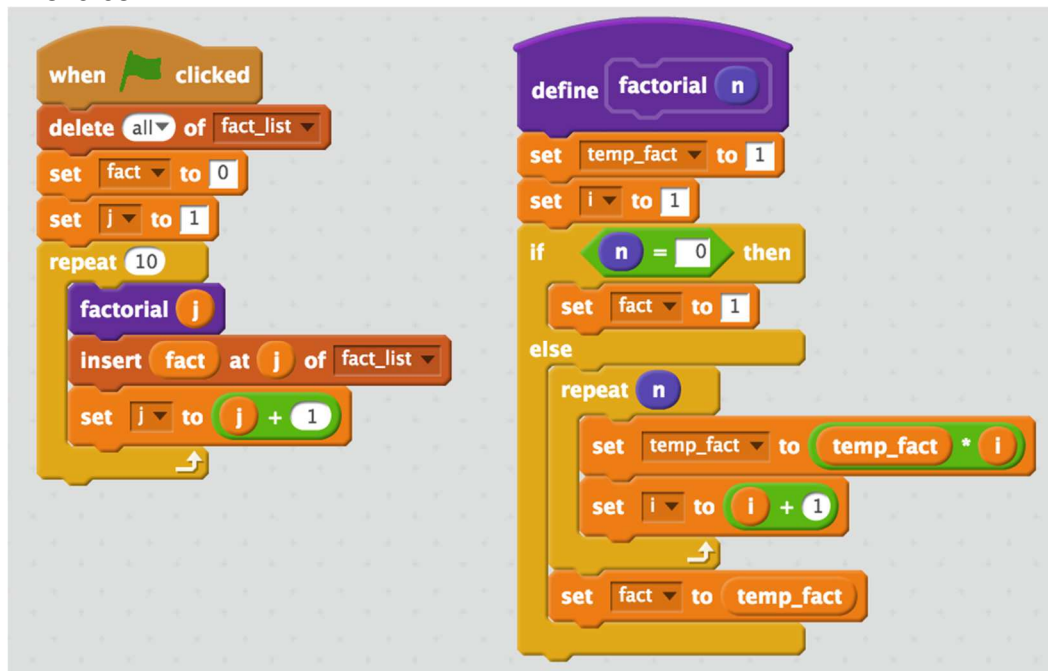 when clicked
delete all of fact_list
set fact to 0
set j to 1
repeat 10
factorial j
insert fact at j of fact_list
set j to j + 1
define factorial n
set temp_fact to 1
set i to 1
if n = 0 then
set fact to 1
else
repeat n
set temp_fact to temp_fact * i
set i to i + 1
set fact to temp_fact